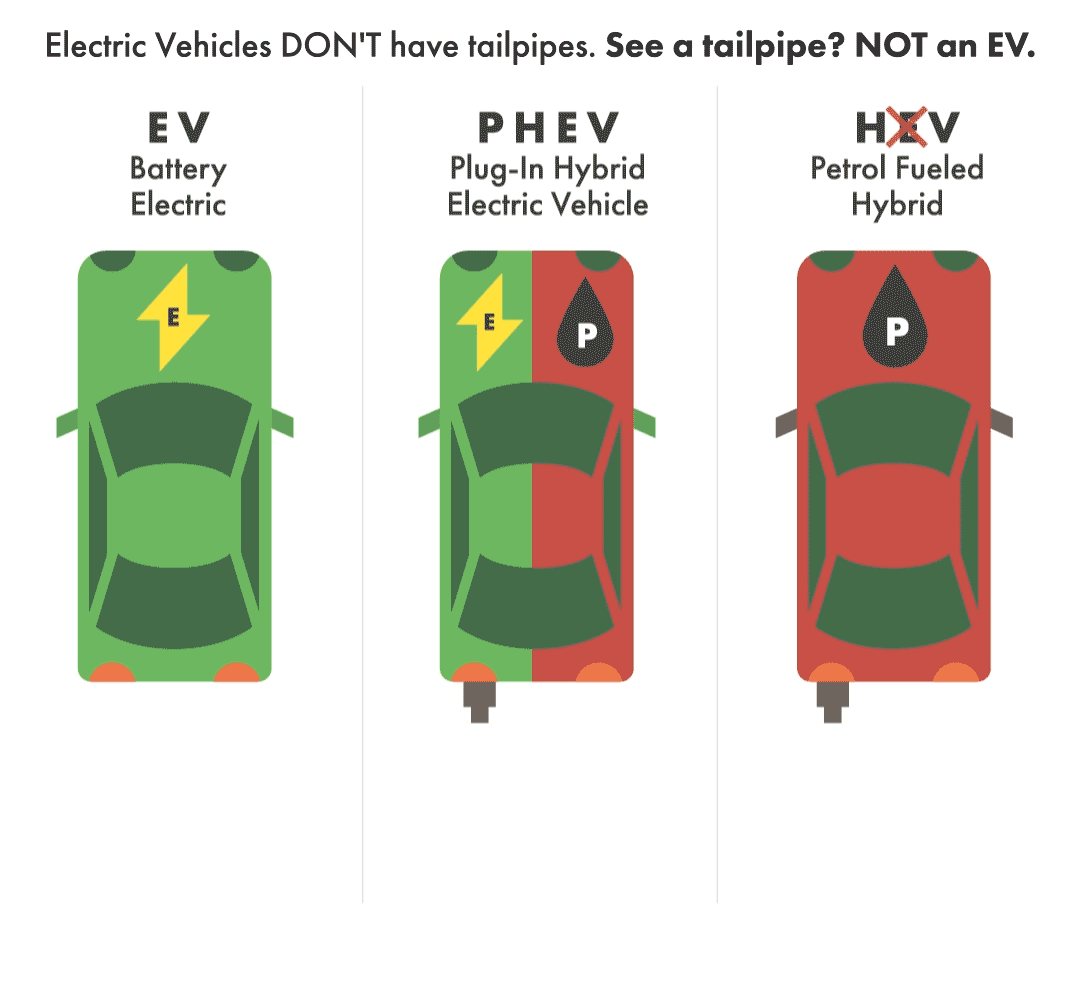 Electric Vehicles DON'T have tailpipes. See a tailpipe? NOT an EV.
EV
Battery
Electric
E
PHEV
Plug-In Hybrid
Electric Vehicle
E
P
HEV
Petrol Fueled
Hybrid
P